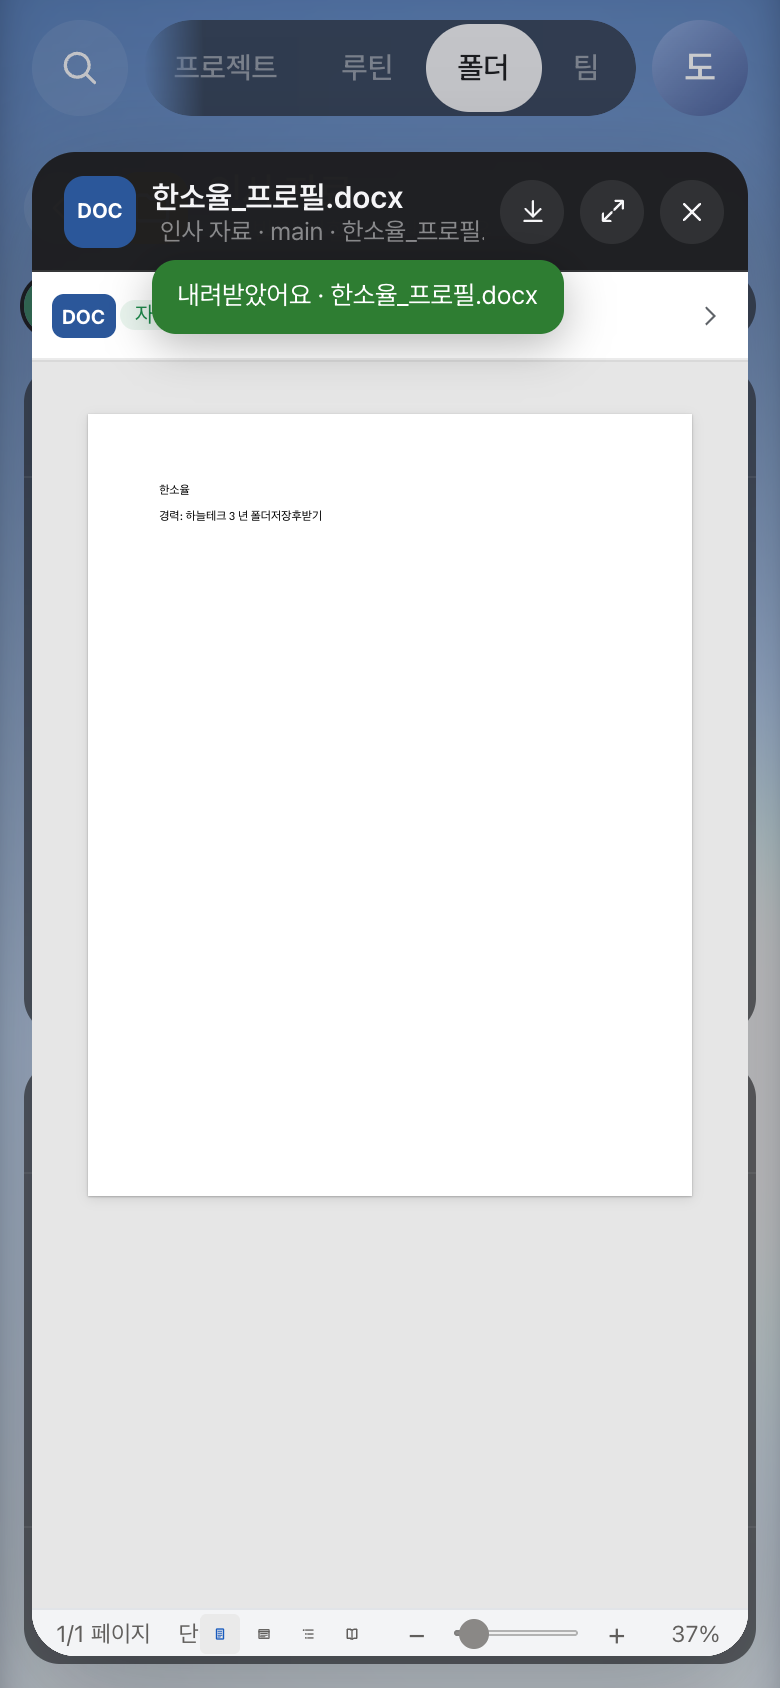 프로젝트 루틴 폴더 팀 도
DOC 한소율_프로필.docx
인사 자료 · main · 한소율_프로필.
내려받았어요 · 한소율_프로필.docx
DOC 자
한소율
경력: 하늘테크 3 년 폴더저장후받기
1/1 페이지 단 37%